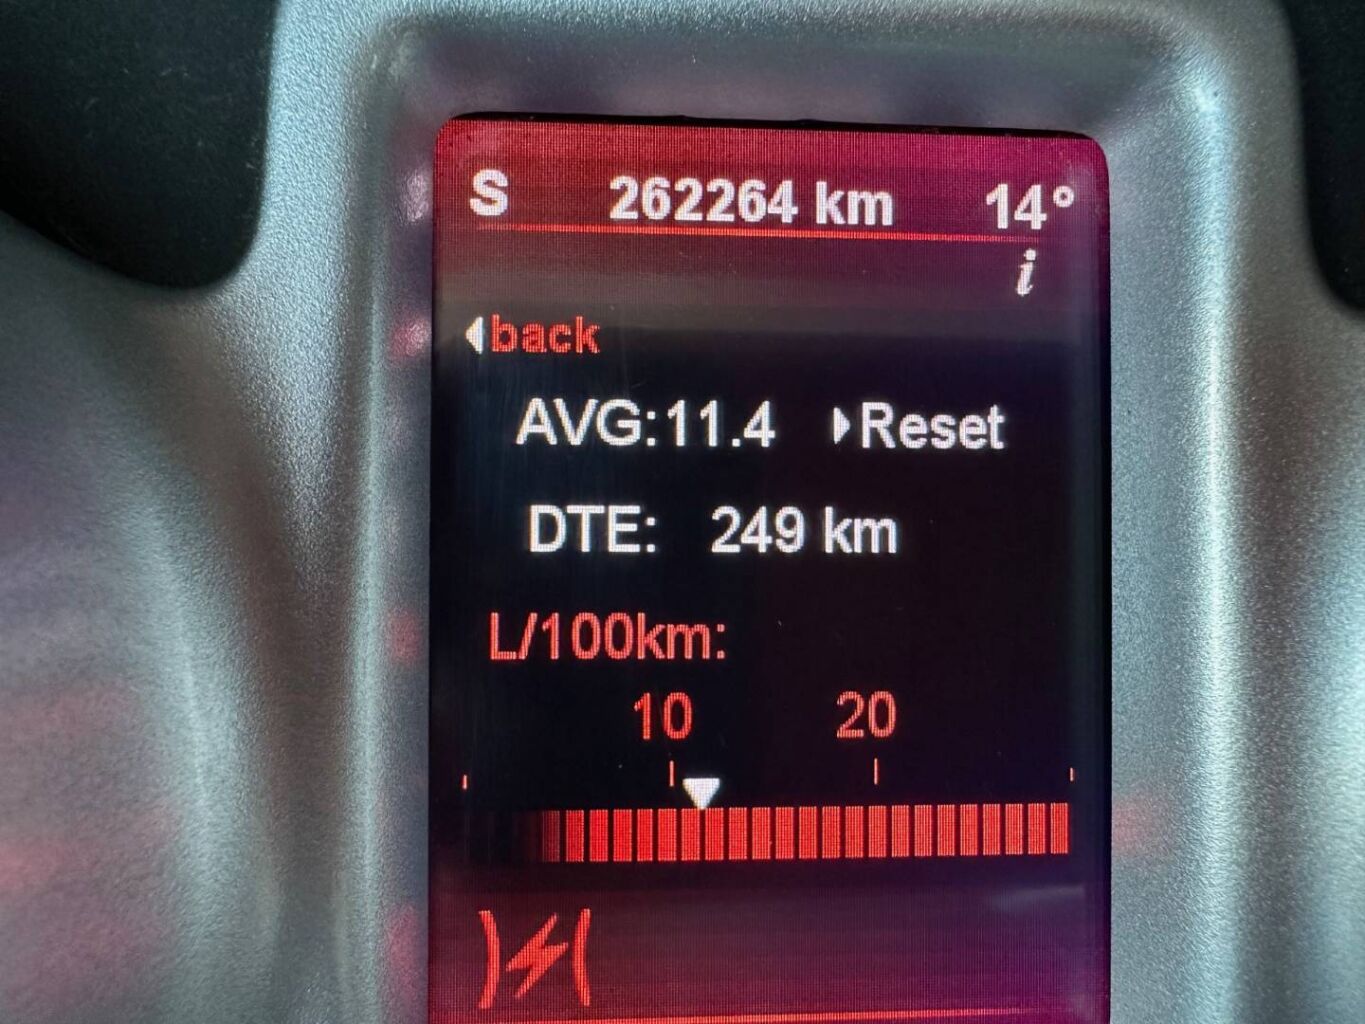 S 262264 km 14°
i
back
AVG:11.4 Reset
DTE: 249 km
L/100km:
10 20